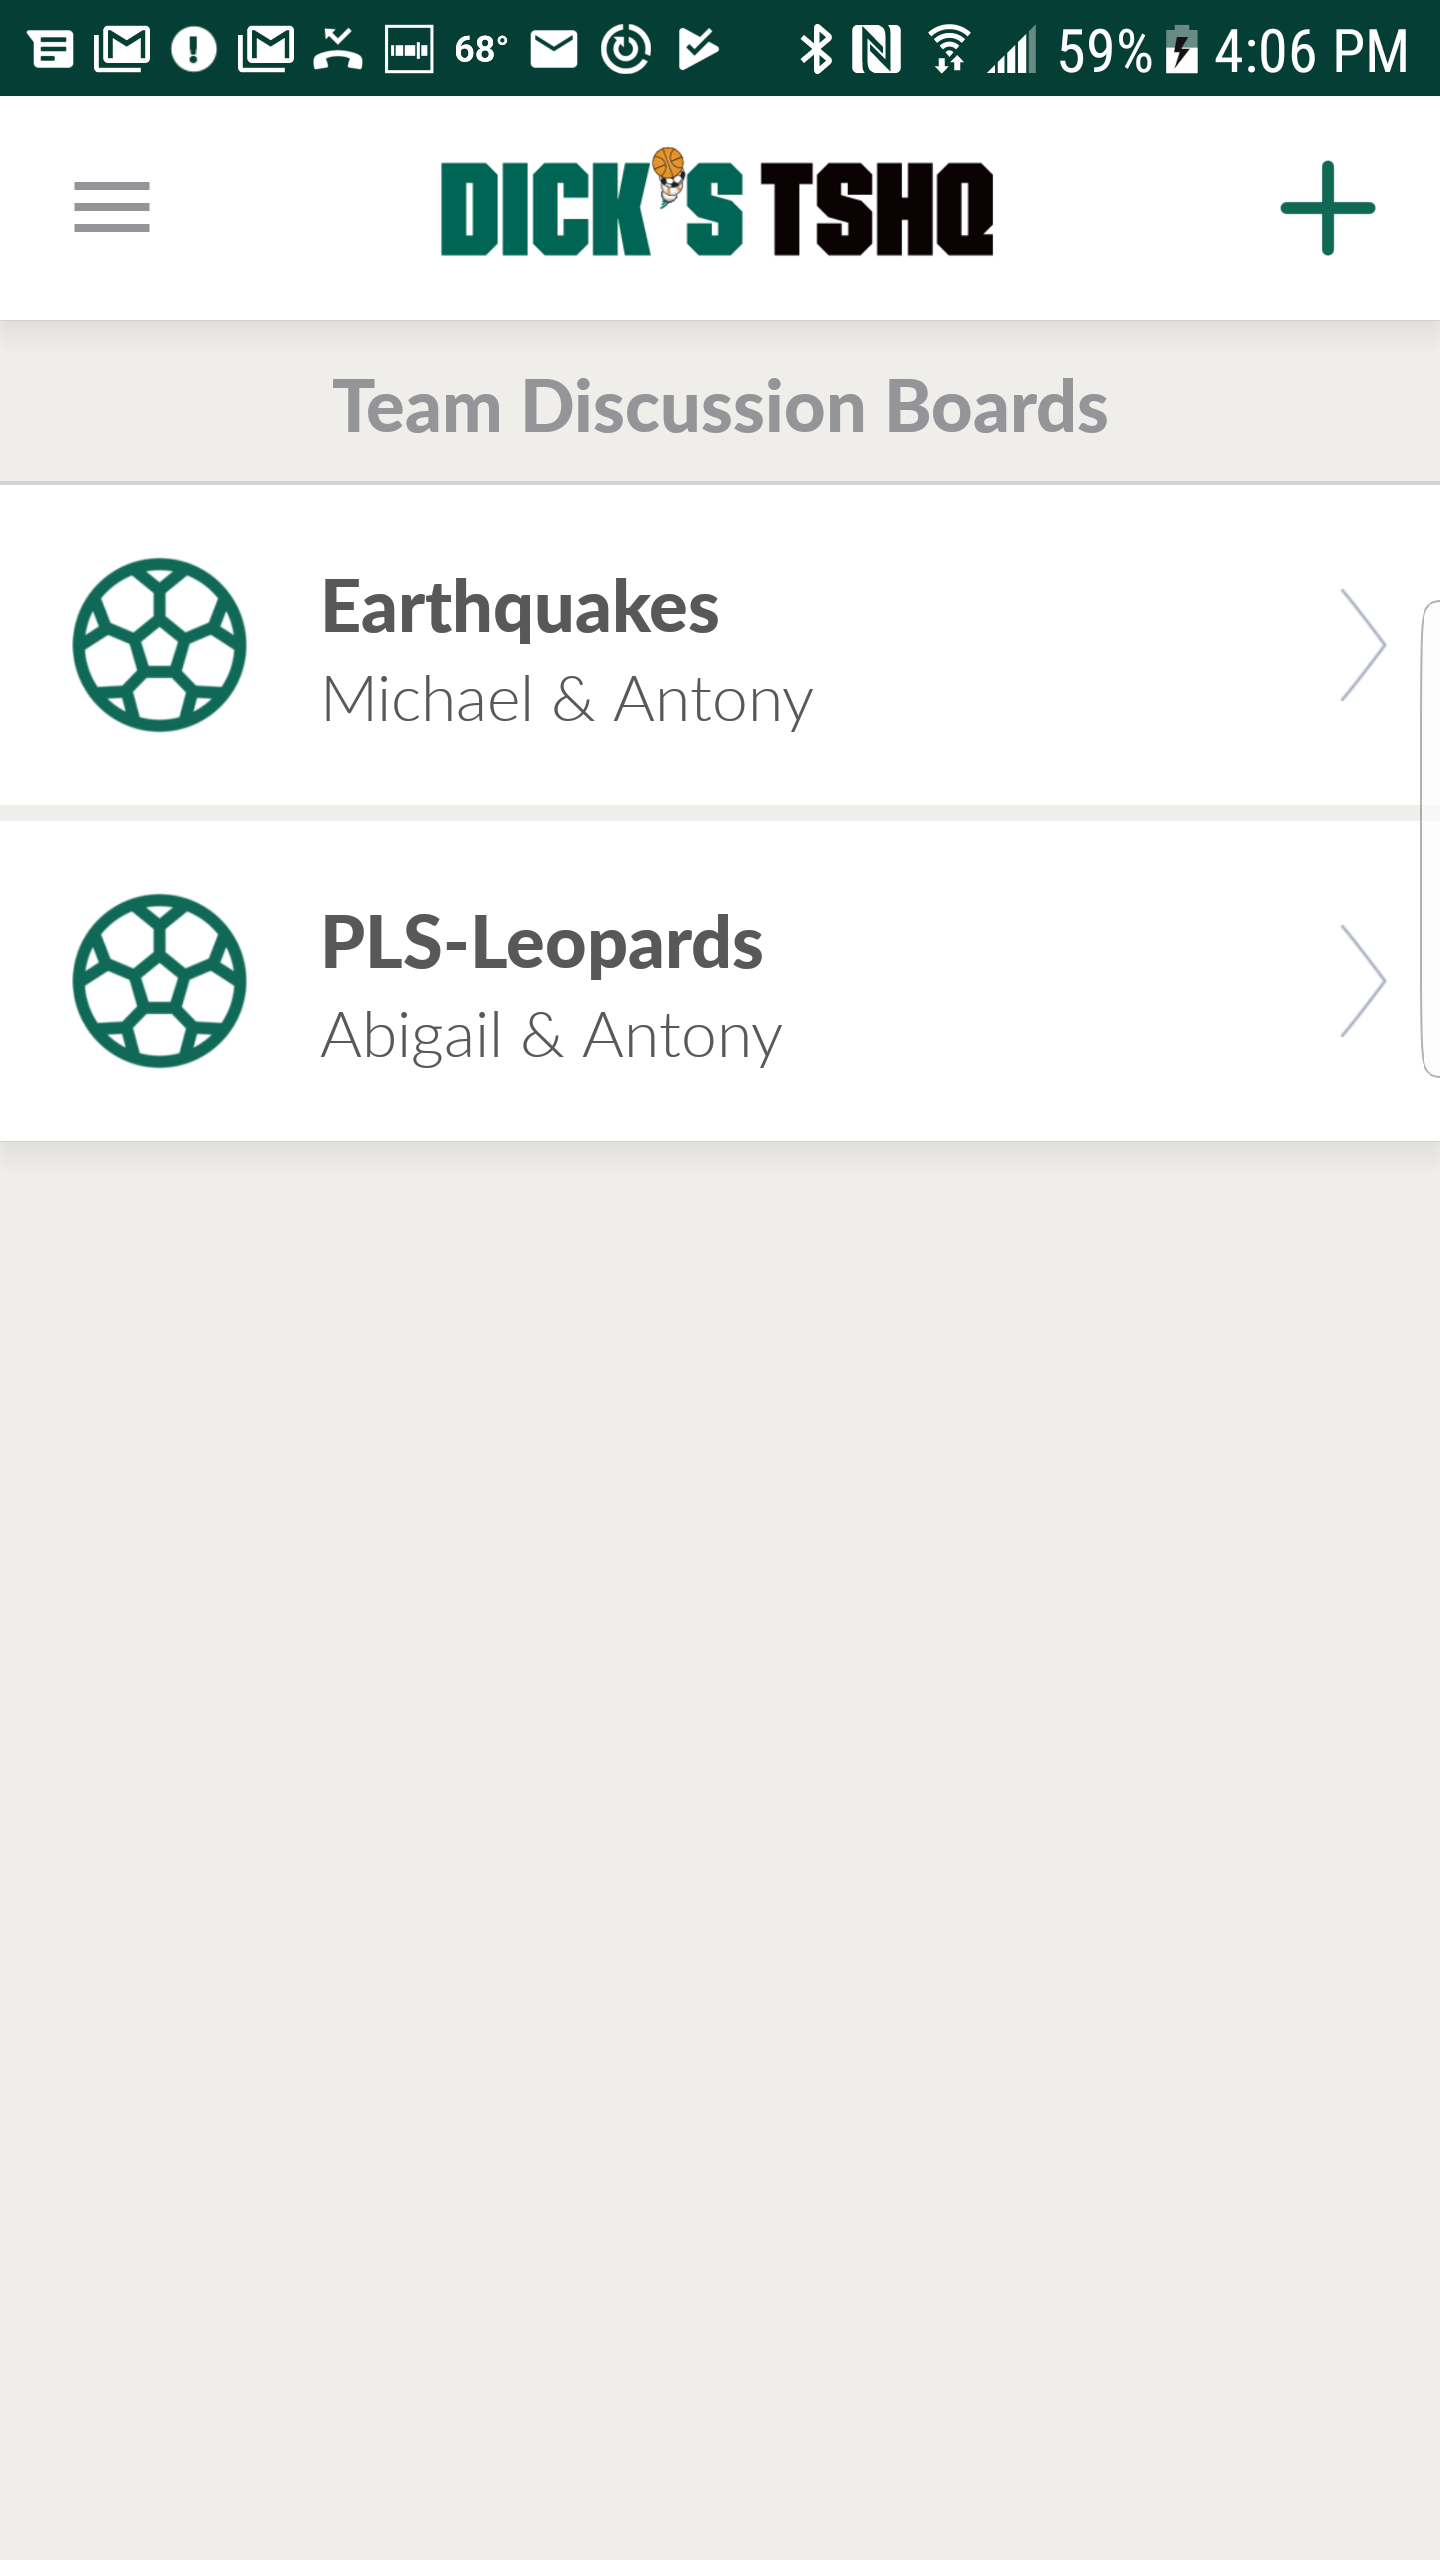 68° 59% 4:06 PM
DICK'S TSHQ
Team Discussion Boards
Earthquakes
Michael & Antony
PLS-Leopards
Abigail & Antony